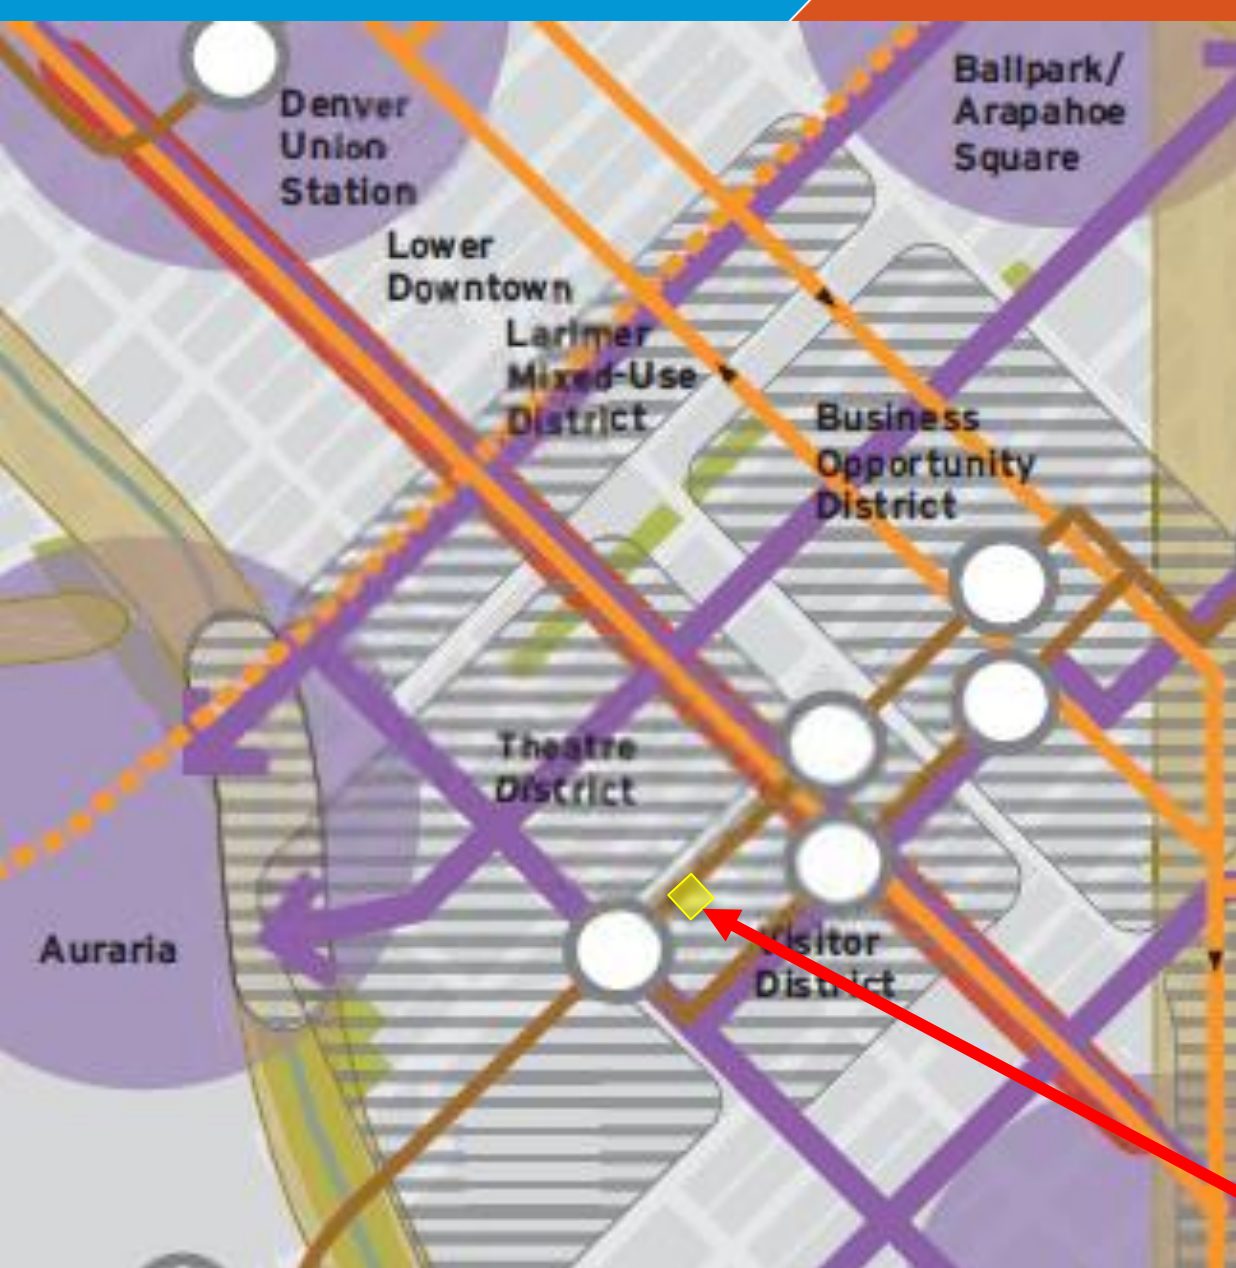 Denver
Union
Station
Ballpark/
Arapahoe
Square
Lower
Downtown
Larimer
Mixed-Use
District
Business
Opportunity
District
Theatre
District
Auraria
Visitor
District